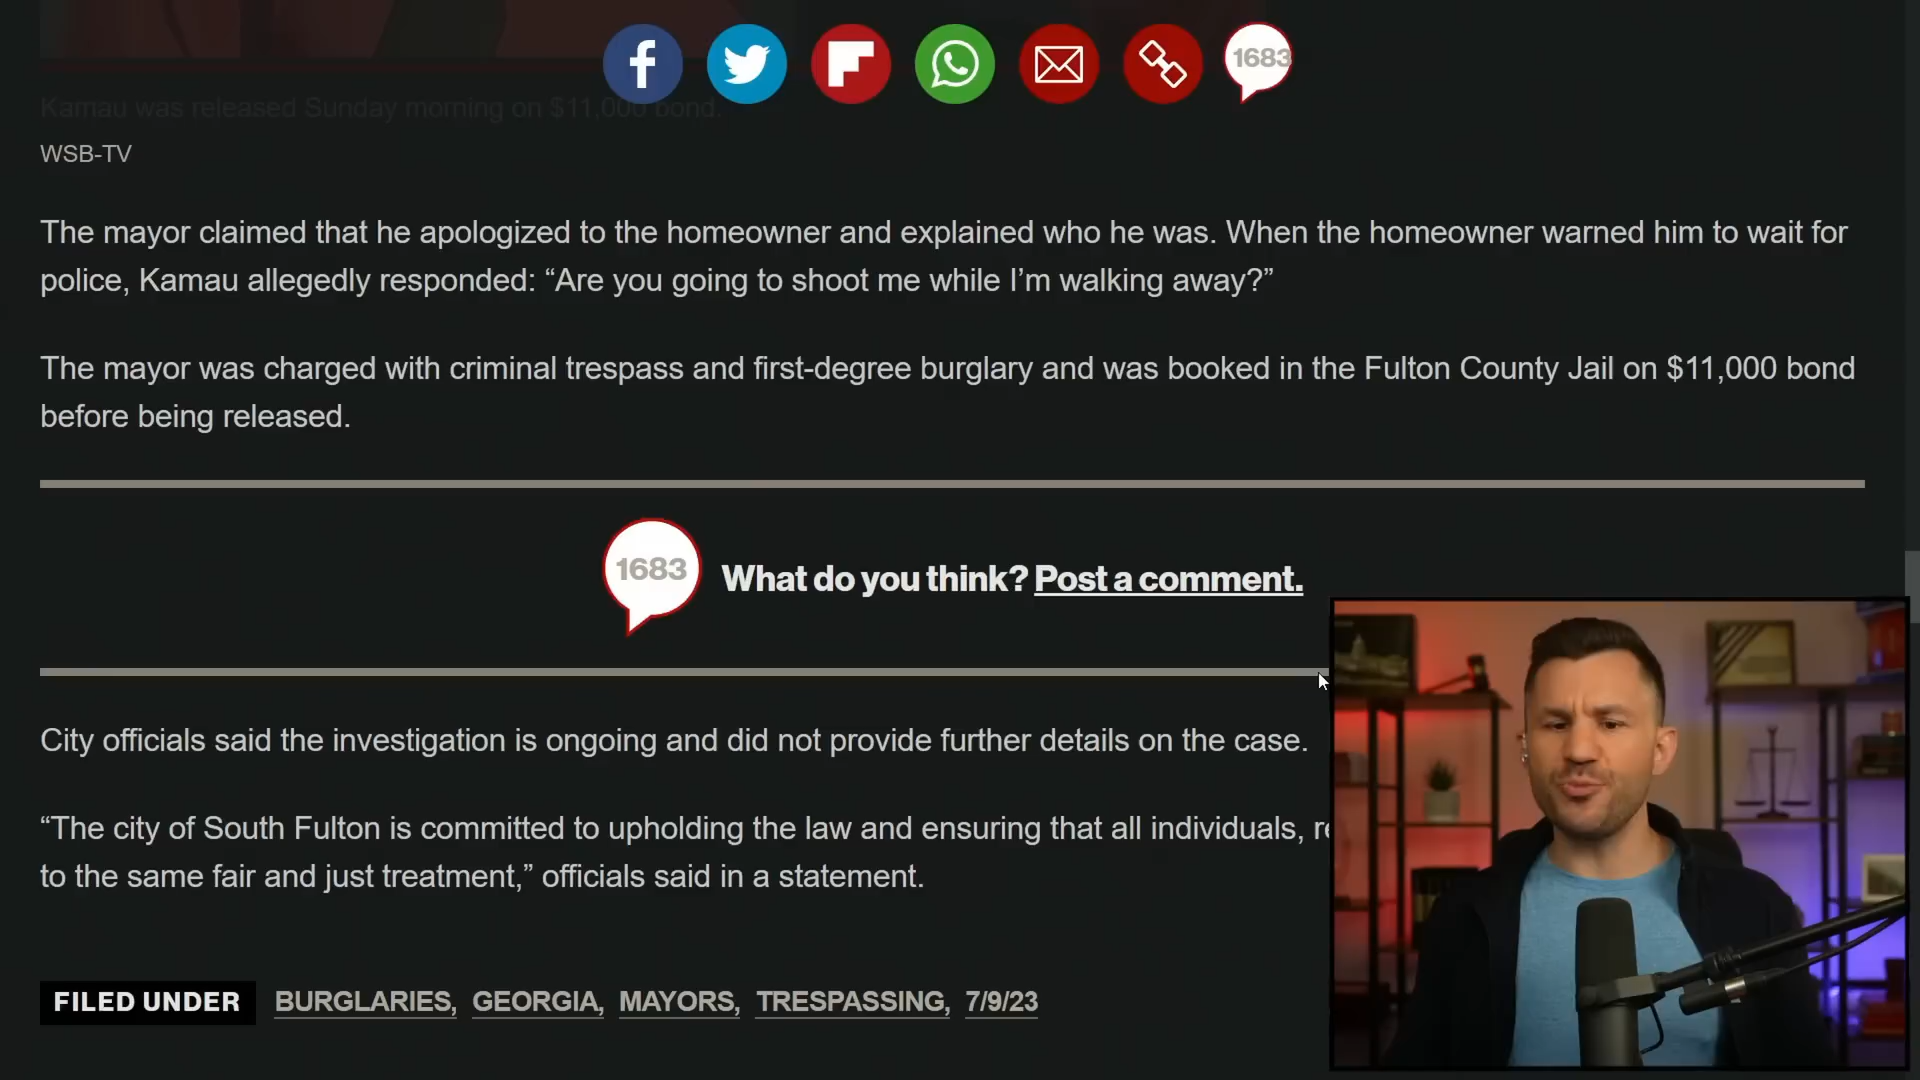 1683
Kamau was released Sunday morning on $11,000 bond.
WSB-TV
The mayor claimed that he apologized to the homeowner and explained who he was. When the homeowner warned him to wait for
police, Kamau allegedly responded: “Are you going to shoot me while I’m walking away?”
The mayor was charged with criminal trespass and first-degree burglary and was booked in the Fulton County Jail on $11,000 bond
before being released.
1683
What do you think? Post a comment.
City officials said the investigation is ongoing and did not provide further details on the case.
“The city of South Fulton is committed to upholding the law and ensuring that all individuals,
to the same fair and just treatment,” officials said in a statement.
FILED UNDER BURGLARIES, GEORGIA, MAYORS, TRESPASSING, 7/9/23